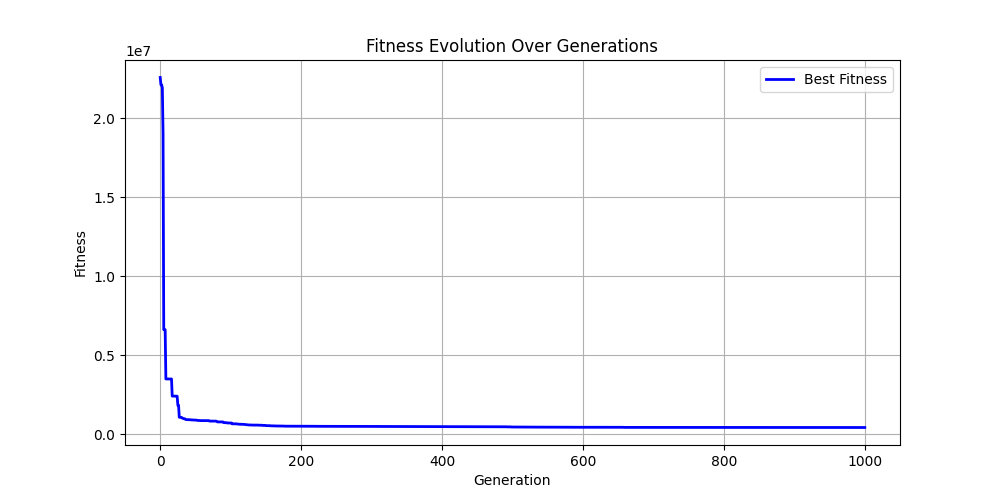 Fitness Evolution Over Generations
1e7
Best Fitness
2.0
1.5
1.0
0.5
0.0
Fitness
0 200 400 600 800 1000
Generation